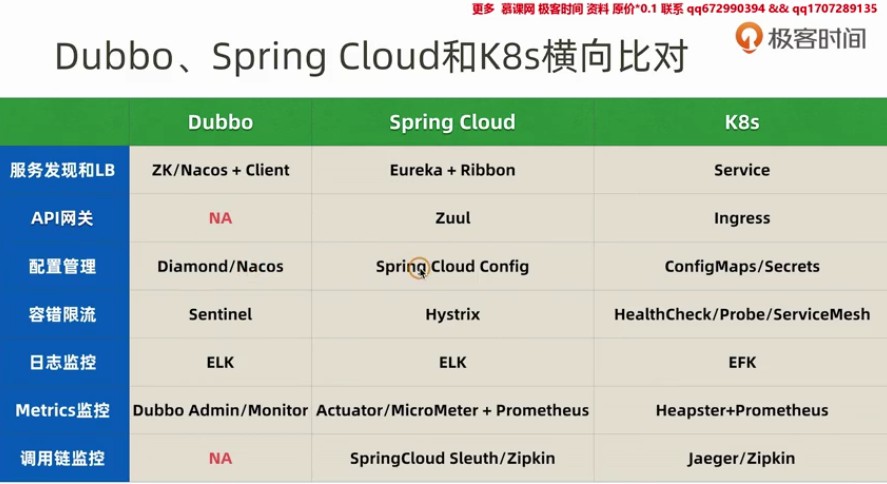 更多 慕课网 极客时间 资料 原价*0.1 联系 qq672990394 && qq1707289135
极客时间
Dubbo、Spring Cloud和K8s横向比对
Dubbo Spring Cloud K8s
服务发现和LB ZK/Nacos + Client Eureka + Ribbon Service
API网关 NA Zuul Ingress
配置管理 Diamond/Nacos Spring Cloud Config ConfigMaps/Secrets
容错限流 Sentinel Hystrix HealthCheck/Probe/ServiceMesh
日志监控 ELK ELK EFK
Metrics监控 Dubbo Admin/Monitor Actuator/MicroMeter + Prometheus Heapster+Prometheus
调用链监控 NA SpringCloud Sleuth/Zipkin Jaeger/Zipkin